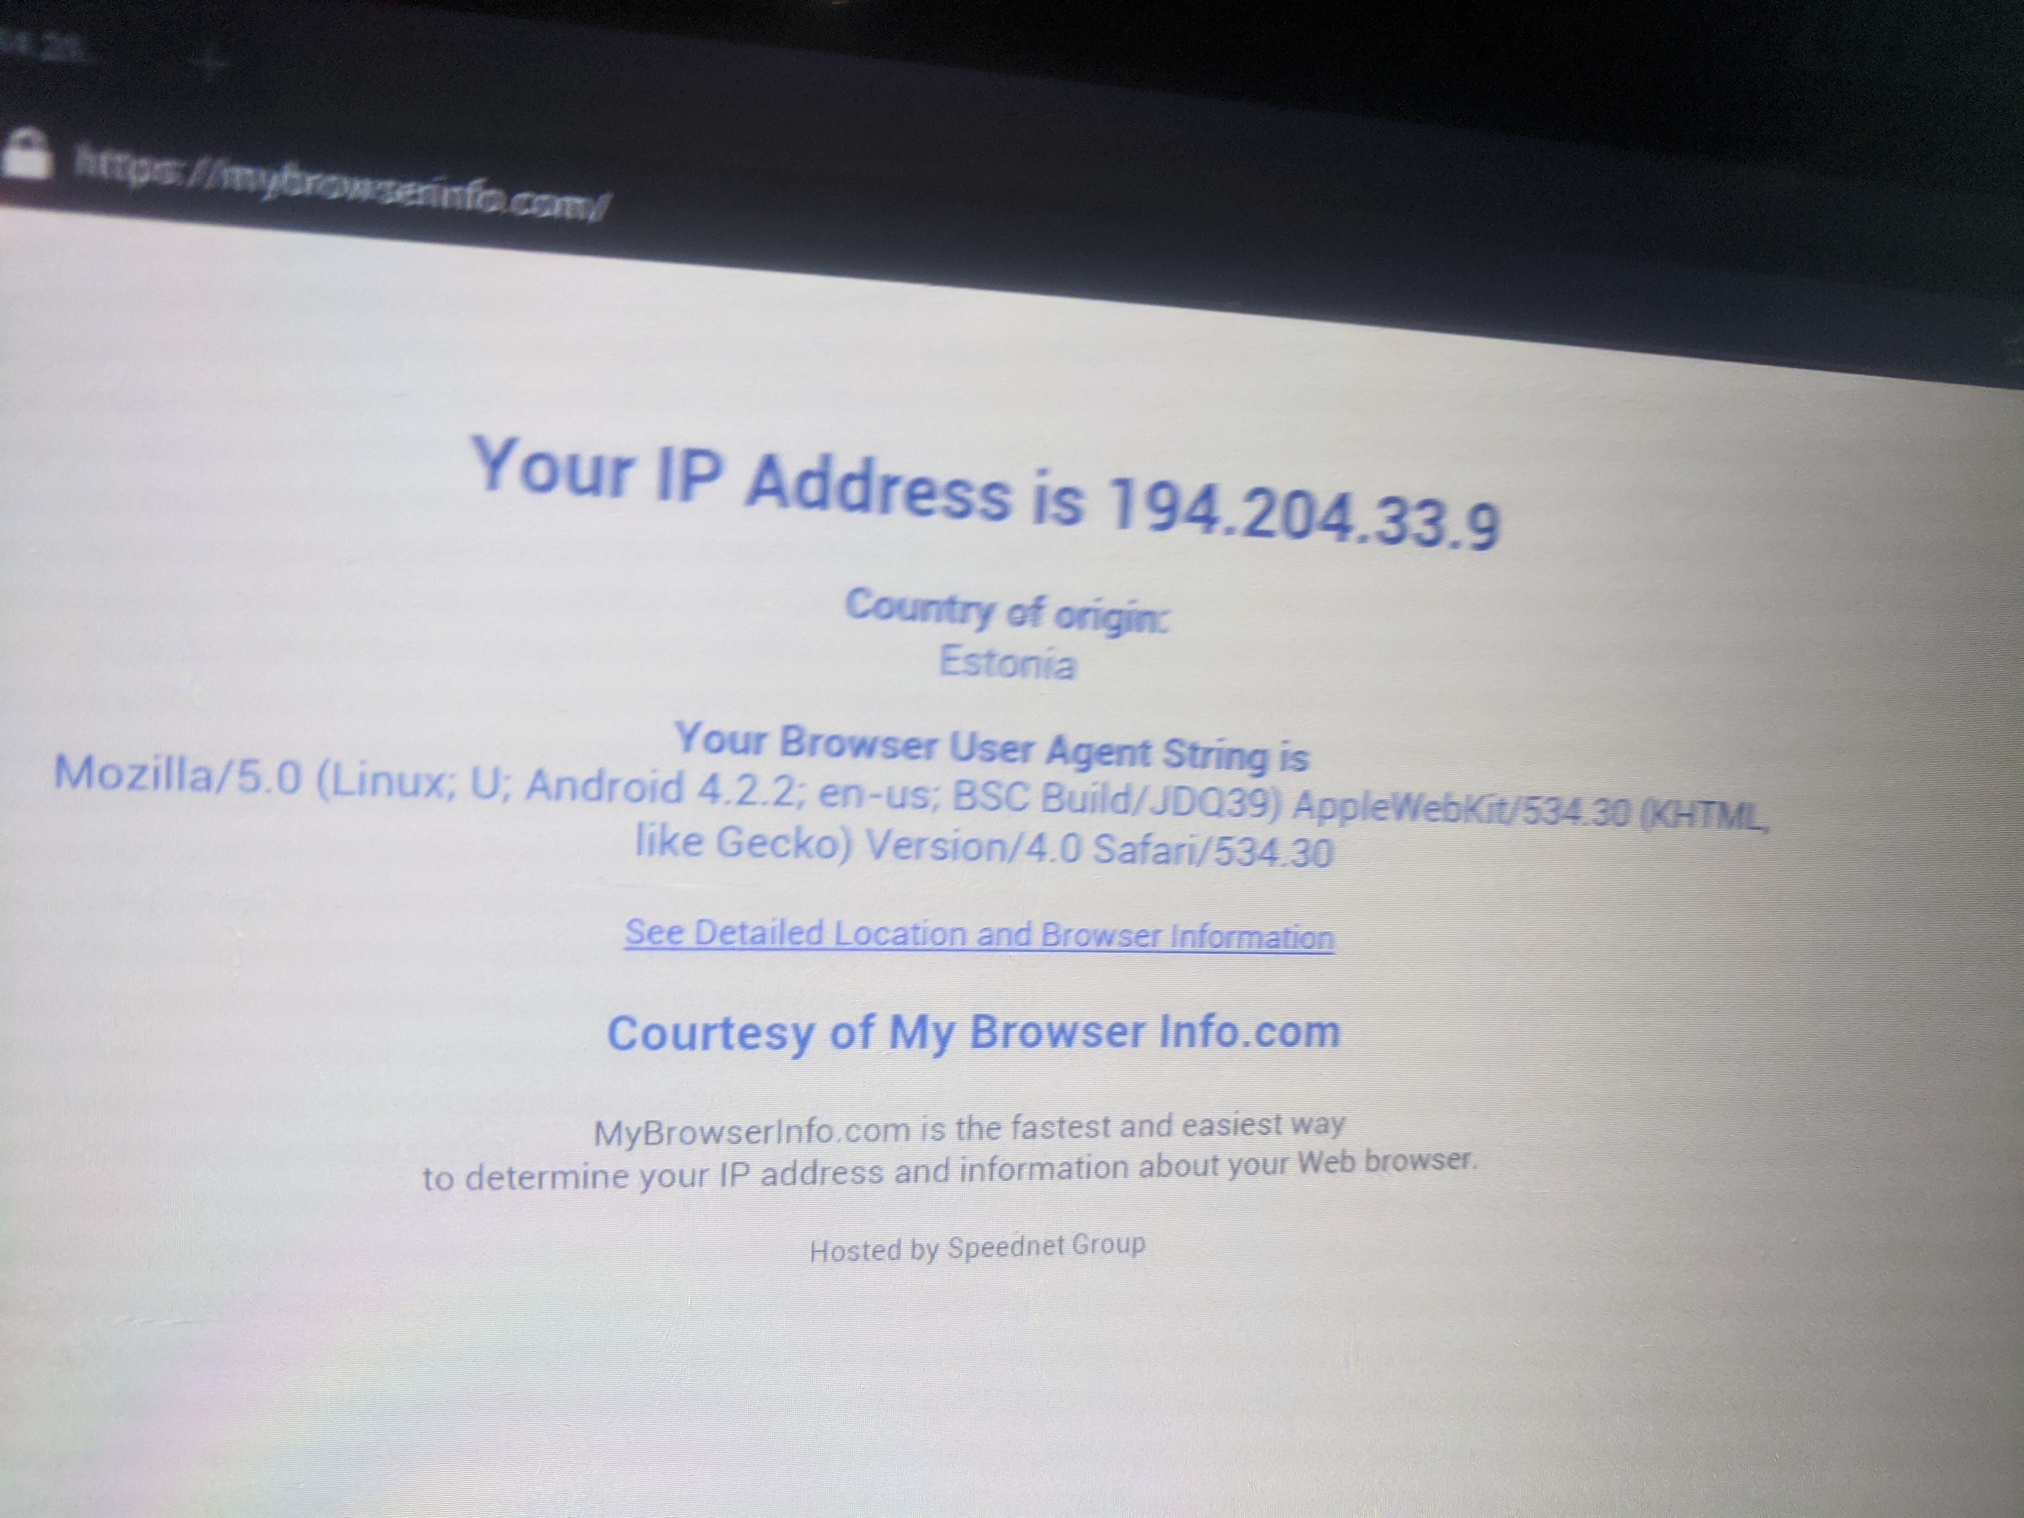 https://mybrowserinfo.com/
Your IP Address is 194.204.33.9
Country of origin:
Estonia
Your Browser User Agent String is
Mozilla/5.0 (Linux; U; Android 4.2.2; en-us; BSC Build/JDQ39) AppleWebKit/534.30 (KHTML,
like Gecko) Version/4.0 Safari/534.30
See Detailed Location and Browser Information
Courtesy of My Browser Info.com
MyBrowserInfo.com is the fastest and easiest way
to determine your IP address and information about your Web browser.
Hosted by Speednet Group